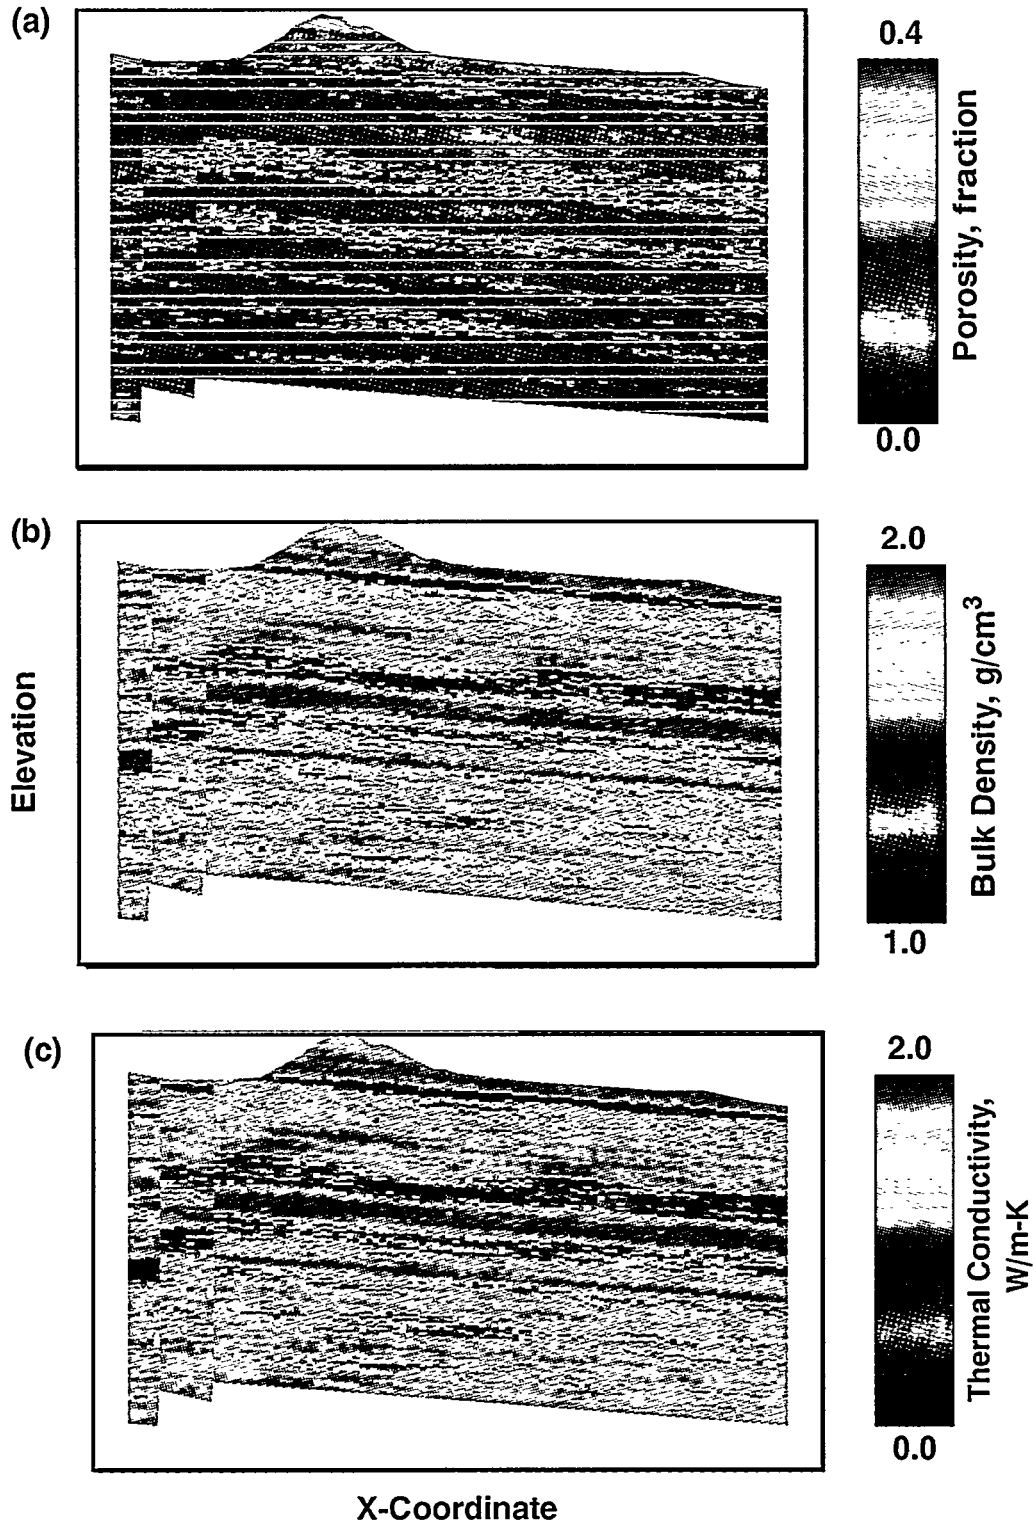 (a)
0.4
Porosity, fraction
0.0
(b)
2.0
Bulk Density, g/cm³
1.0
Elevation
(c)
2.0
Thermal Conductivity,
W/m-K
0.0
X-Coordinate